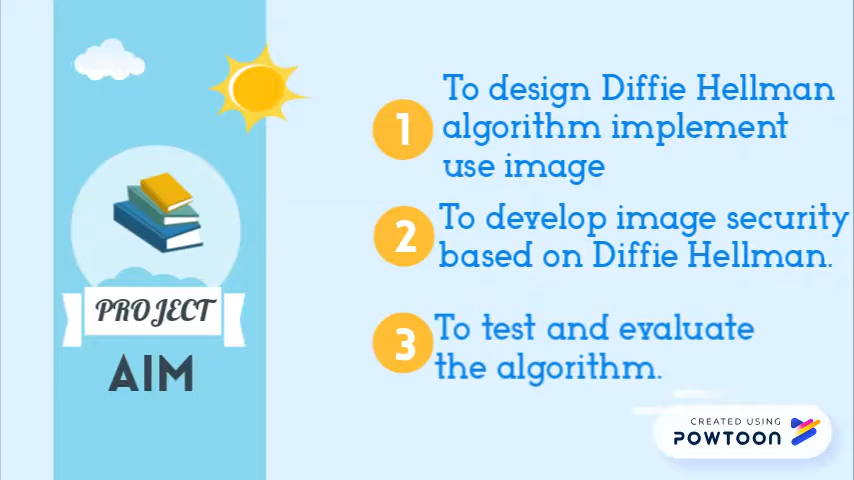 PROJECT
AIM
1
To design Diffie Hellman
algorithm implement
use image
2
To develop image security
based on Diffie Hellman.
3
To test and evaluate
the algorithm.
CREATED USING
POWTOON